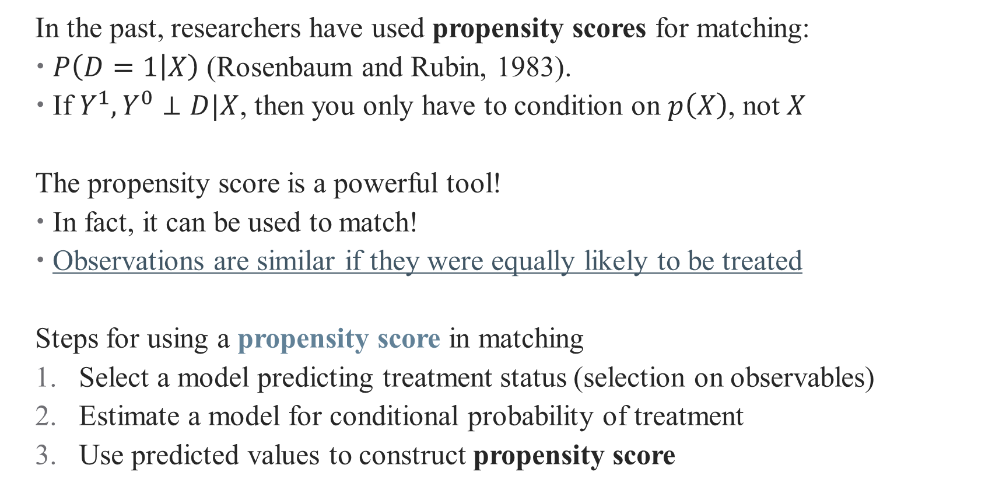 In the past, researchers have used propensity scores for matching:
• P(D = 1|X) (Rosenbaum and Rubin, 1983).
• If Y¹, Y⁰ ⊥ D|X, then you only have to condition on p(X), not X
The propensity score is a powerful tool!
• In fact, it can be used to match!
• Observations are similar if they were equally likely to be treated
Steps for using a propensity score in matching
1. Select a model predicting treatment status (selection on observables)
2. Estimate a model for conditional probability of treatment
3. Use predicted values to construct propensity score